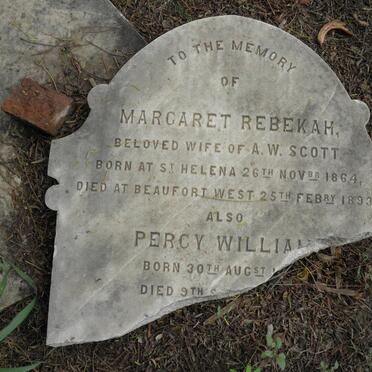 TO THE MEMORY
OF
MARGARET REBEKAH,
BELOVED WIFE OF A.W. SCOTT
BORN AT ST HELENA 26TH NOVBR 1864,
DIED AT BEAUFORT WEST 25TH FEBRY 1893
ALSO
PERCY WILLIA
BORN 30TH AUGST
DIED 9TH